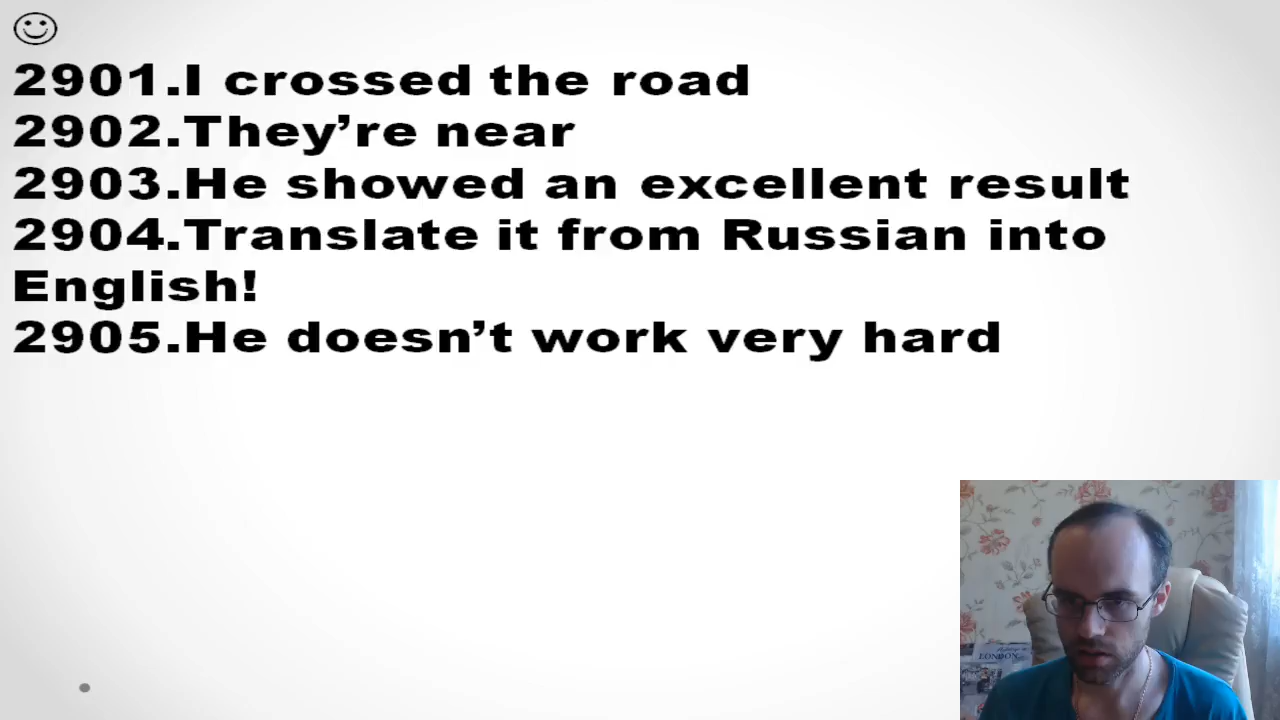 2901.I crossed the road
2902.They’re near
2903.He showed an excellent result
2904.Translate it from Russian into
English!
2905.He doesn’t work very hard
LONDON